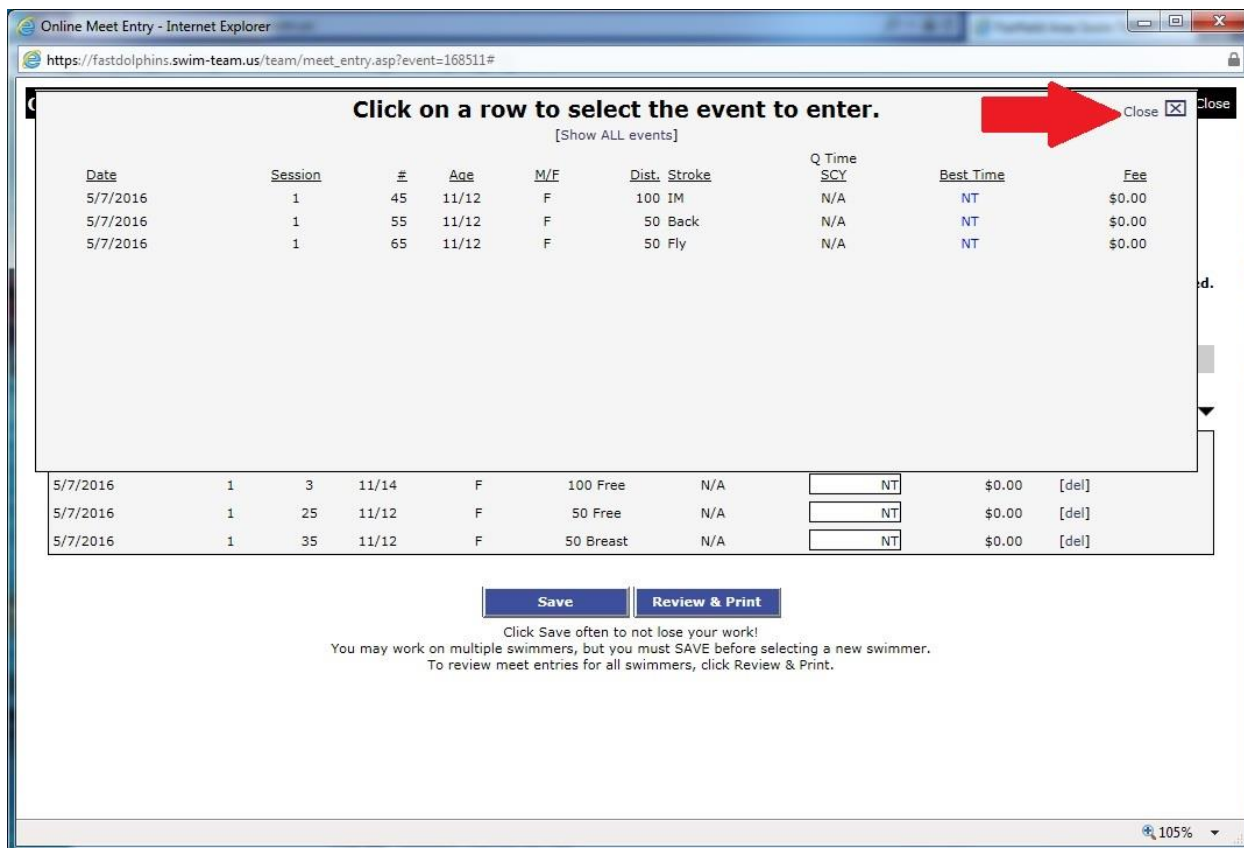 Online Meet Entry - Internet Explorer
https://fastdolphins.swim-team.us/team/meet_entry.asp?event=168511#
Click on a row to select the event to enter.
Close
Close
[Show ALL events]
Q Time
Date Session # Age M/F Dist. Stroke SCY Best Time Fee
5/7/2016 1 45 11/12 F 100 IM N/A NT $0.00
5/7/2016 1 55 11/12 F 50 Back N/A NT $0.00
5/7/2016 1 65 11/12 F 50 Fly N/A NT $0.00
ed.
5/7/2016 1 3 11/14 F 100 Free N/A NT $0.00 [del]
5/7/2016 1 25 11/12 F 50 Free N/A NT $0.00 [del]
5/7/2016 1 35 11/12 F 50 Breast N/A NT $0.00 [del]
Save Review & Print
Click Save often to not lose your work!
You may work on multiple swimmers, but you must SAVE before selecting a new swimmer.
To review meet entries for all swimmers, click Review & Print.
105%